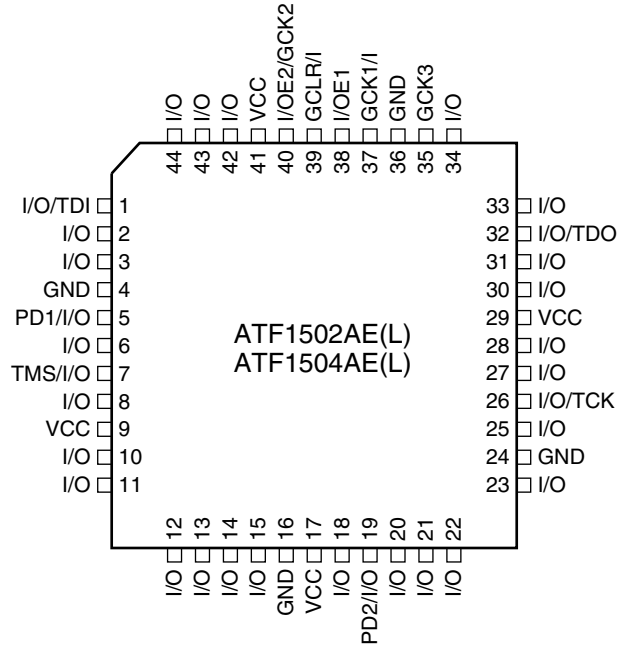 I/O
I/O
I/O
VCC
I/OE2/GCK2
GCLR/I
I/OE1
GCK1/I
GND
GCK3
I/O
44
43
42
41
40
39
38
37
36
35
34
I/O/TDI 1
I/O 2
I/O 3
GND 4
PD1/I/O 5
I/O 6
TMS/I/O 7
I/O 8
VCC 9
I/O 10
I/O 11
ATF1502AE(L)
ATF1504AE(L)
33 I/O
32 I/O/TDO
31 I/O
30 I/O
29 VCC
28 I/O
27 I/O
26 I/O/TCK
25 I/O
24 GND
23 I/O
12
13
14
15
16
17
18
19
20
21
22
I/O
I/O
I/O
I/O
GND
VCC
I/O
PD2/I/O
I/O
I/O
I/O